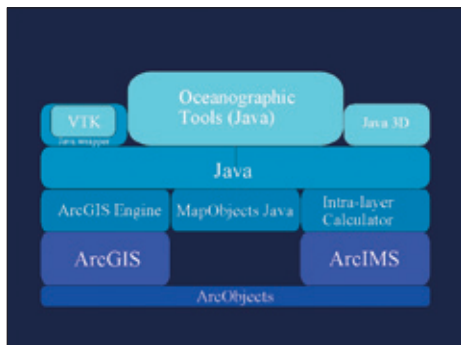 Oceanographic
Tools (Java)
VTK
Java wrapper
Java 3D
Java
ArcGIS Engine
MapObjects Java
Intra-layer
Calculator
ArcGIS
ArcIMS
ArcObjects